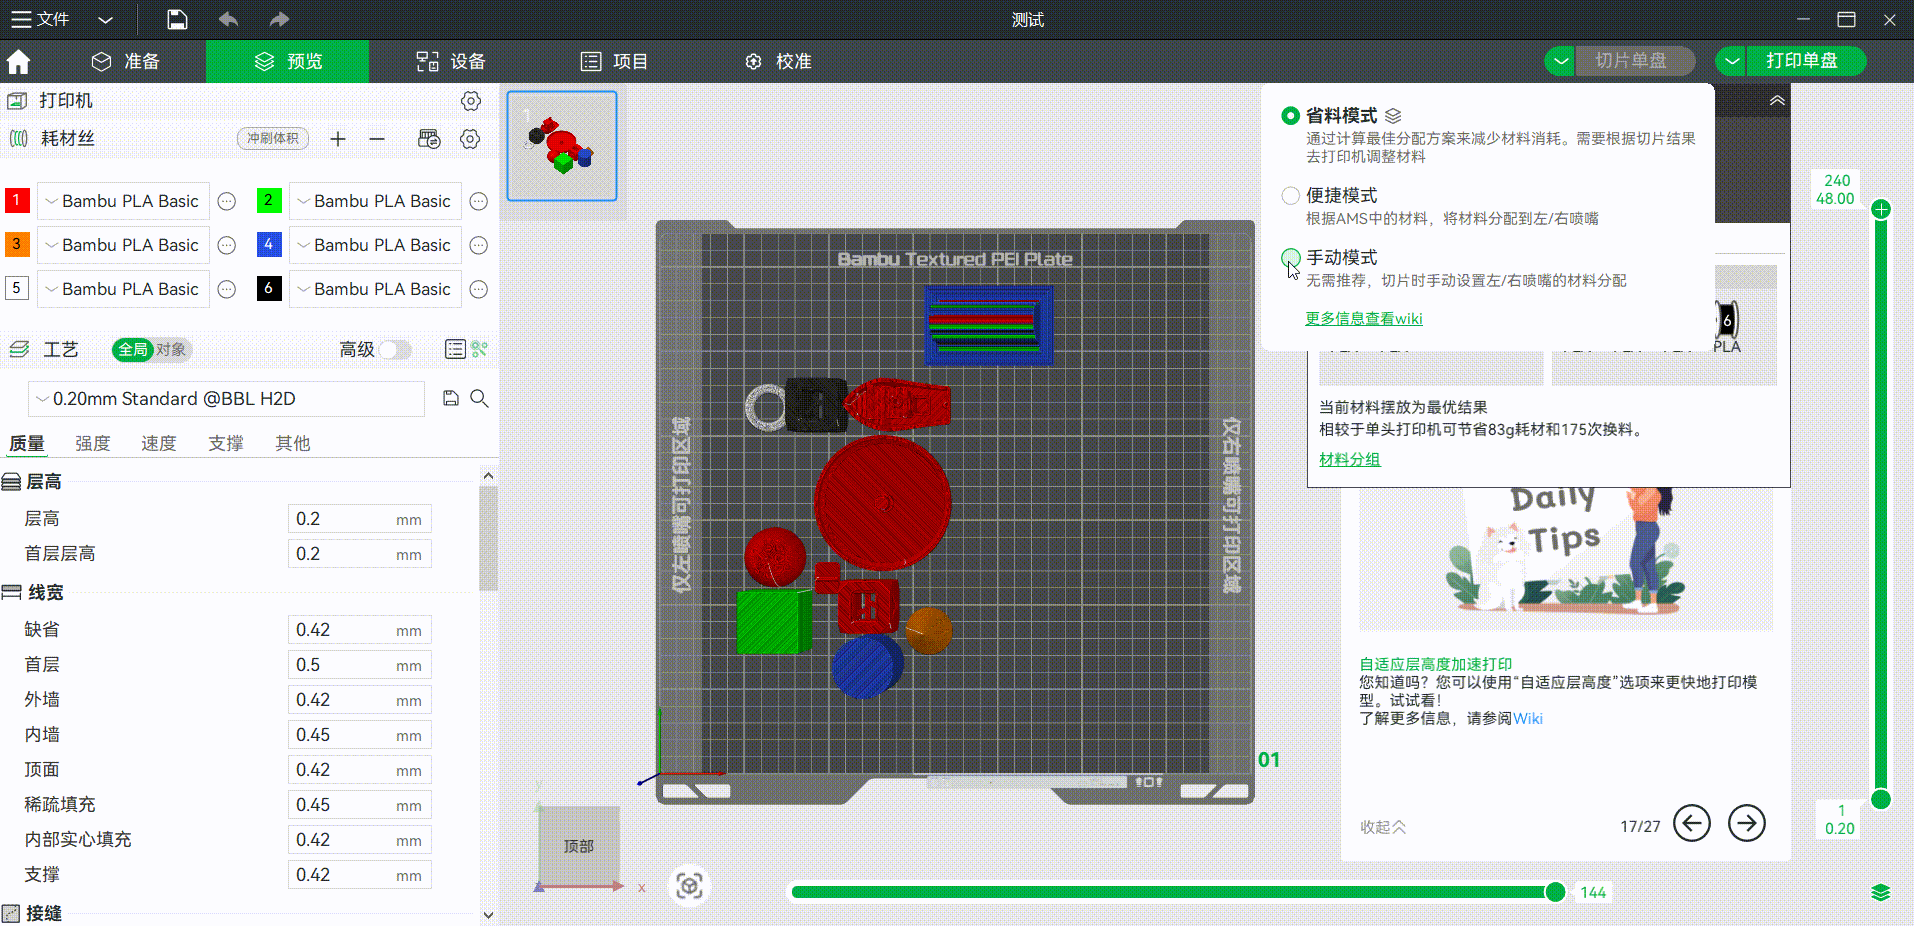 文件
测试
准备
预览
设备
项目
校准
切片单盘
打印单盘
打印机
耗材丝
冲刷体积
1
Bambu PLA Basic
2
Bambu PLA Basic
3
Bambu PLA Basic
4
Bambu PLA Basic
5
Bambu PLA Basic
6
Bambu PLA Basic
工艺
全局
对象
高级
0.20mm Standard @BBL H2D
质量
强度
速度
支撑
其他
层高
层高
0.2 mm
首层层高
0.2 mm
线宽
缺省
0.42 mm
首层
0.5 mm
外墙
0.42 mm
内墙
0.45 mm
顶面
0.42 mm
稀疏填充
0.45 mm
内部实心填充
0.42 mm
支撑
0.42 mm
接缝
1
Bambu Textured PEI Plate
仅左喷嘴可打印区域
仅右喷嘴可打印区域
01
顶部
x
省料模式
通过计算最佳分配方案来减少材料消耗。需要根据切片结果
去打印机调整材料
便捷模式
根据AMS中的材料，将材料分配到左/右喷嘴
手动模式
无需推荐，切片时手动设置左/右喷嘴的材料分配
更多信息查看wiki
6
PLA
当前材料摆放为最优结果
相较于单头打印机可节省83g耗材和175次换料。
材料分组
Daily
Tips
自适应层高度加速打印
您知道吗？您可以使用“自适应层高度”选项来更快地打印模
型。试试看！
了解更多信息，请参阅Wiki
收起
17/27
240
48.00
1
0.20
144